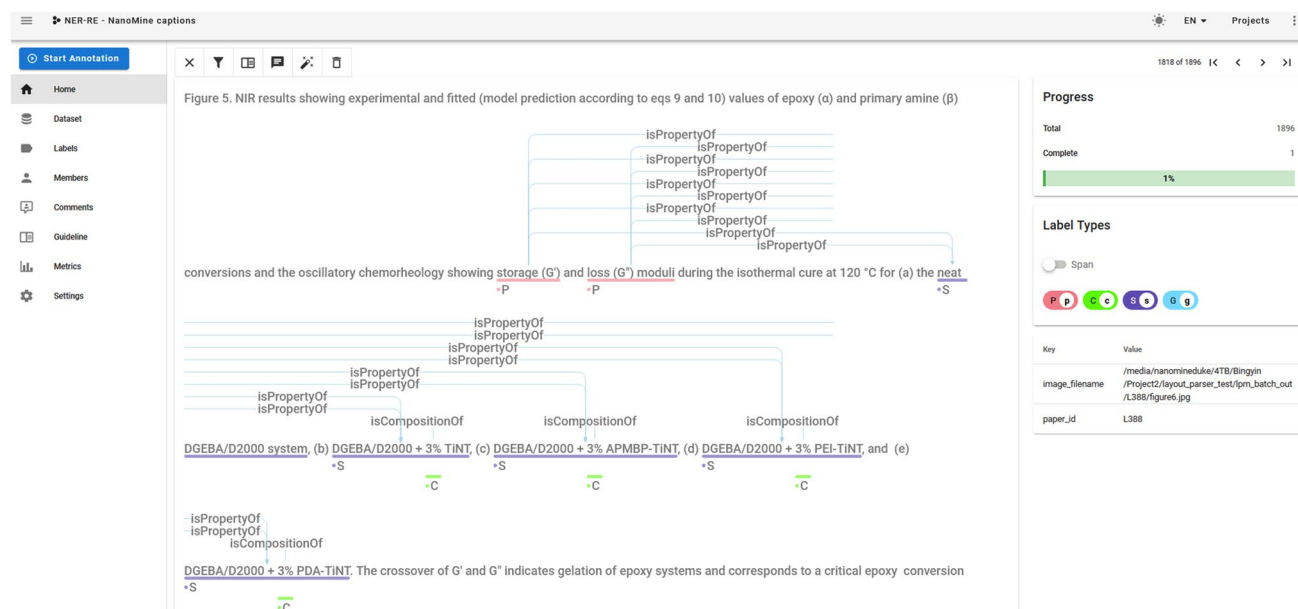 NER-RE - NanoMine captions
EN
Projects
Start Annotation
Home
Dataset
Labels
Members
Comments
Guideline
Metrics
Settings
1818 of 1896
Figure 5. NIR results showing experimental and fitted (model prediction according to eqs 9 and 10) values of epoxy (α) and primary amine (β)
isPropertyOf
isPropertyOf
isPropertyOf
isPropertyOf
isPropertyOf
isPropertyOf
isPropertyOf
isPropertyOf
isPropertyOf
isPropertyOf
conversions and the oscillatory chemorheology showing storage (G') and loss (G") moduli during the isothermal cure at 120 °C for (a) the neat
•P •P •S
isPropertyOf
isPropertyOf
isPropertyOf
isPropertyOf
isPropertyOf
isPropertyOf
isPropertyOf
isPropertyOf
isCompositionOf isCompositionOf isCompositionOf
DGEBA/D2000 system, (b) DGEBA/D2000 + 3% TiNT, (c) DGEBA/D2000 + 3% APMBP-TiNT, (d) DGEBA/D2000 + 3% PEI-TiNT, and (e)
•S •S •S
•C •C •C
isPropertyOf
isPropertyOf
isCompositionOf
DGEBA/D2000 + 3% PDA-TiNT. The crossover of G' and G" indicates gelation of epoxy systems and corresponds to a critical epoxy conversion
•S
•C
Progress
Total 1896
Complete 1
1%
Label Types
Span
P p C c S s G g
Key Value
image_filename /media/nanomineduke/4TB/Bingyin
/Project2/layout_parser_test/lpm_batch_out
/L388/figure6.jpg
paper_id L388